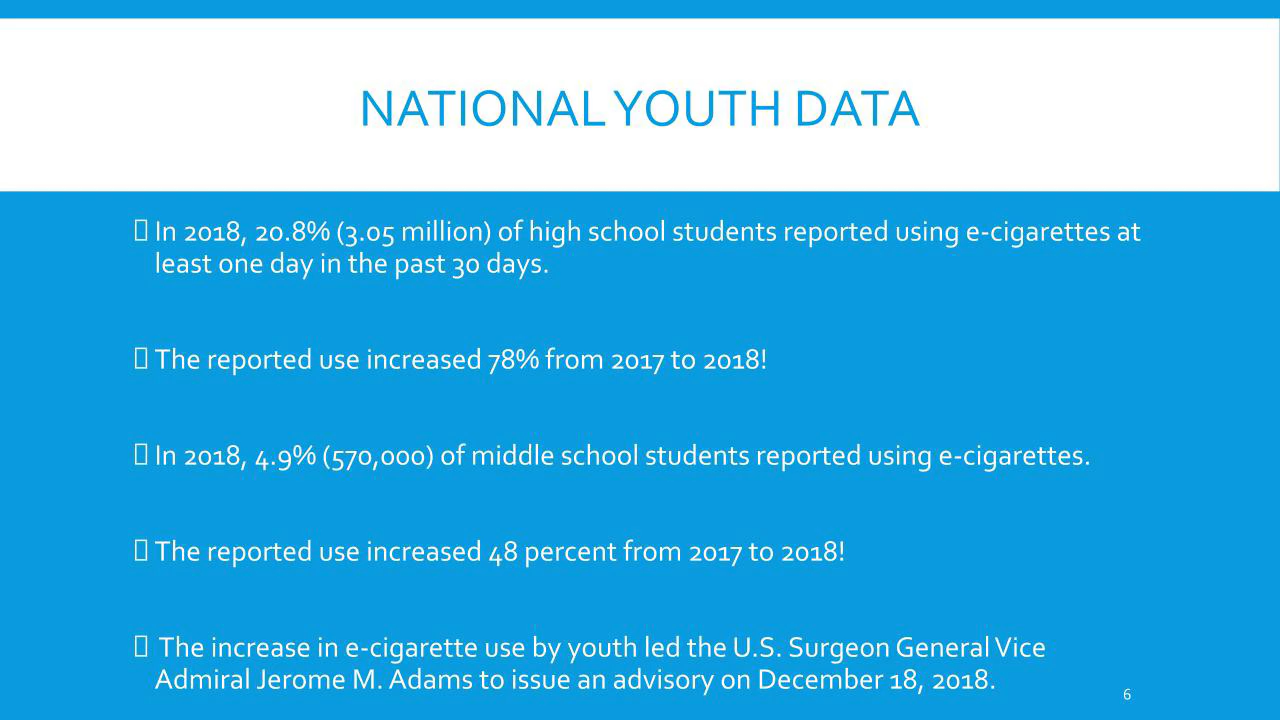 NATIONAL YOUTH DATA
In 2018, 20.8% (3.05 million) of high school students reported using e-cigarettes at
least one day in the past 30 days.
The reported use increased 78% from 2017 to 2018!
In 2018, 4.9% (570,000) of middle school students reported using e-cigarettes.
The reported use increased 48 percent from 2017 to 2018!
The increase in e-cigarette use by youth led the U.S. Surgeon General Vice
Admiral Jerome M. Adams to issue an advisory on December 18, 2018.
6